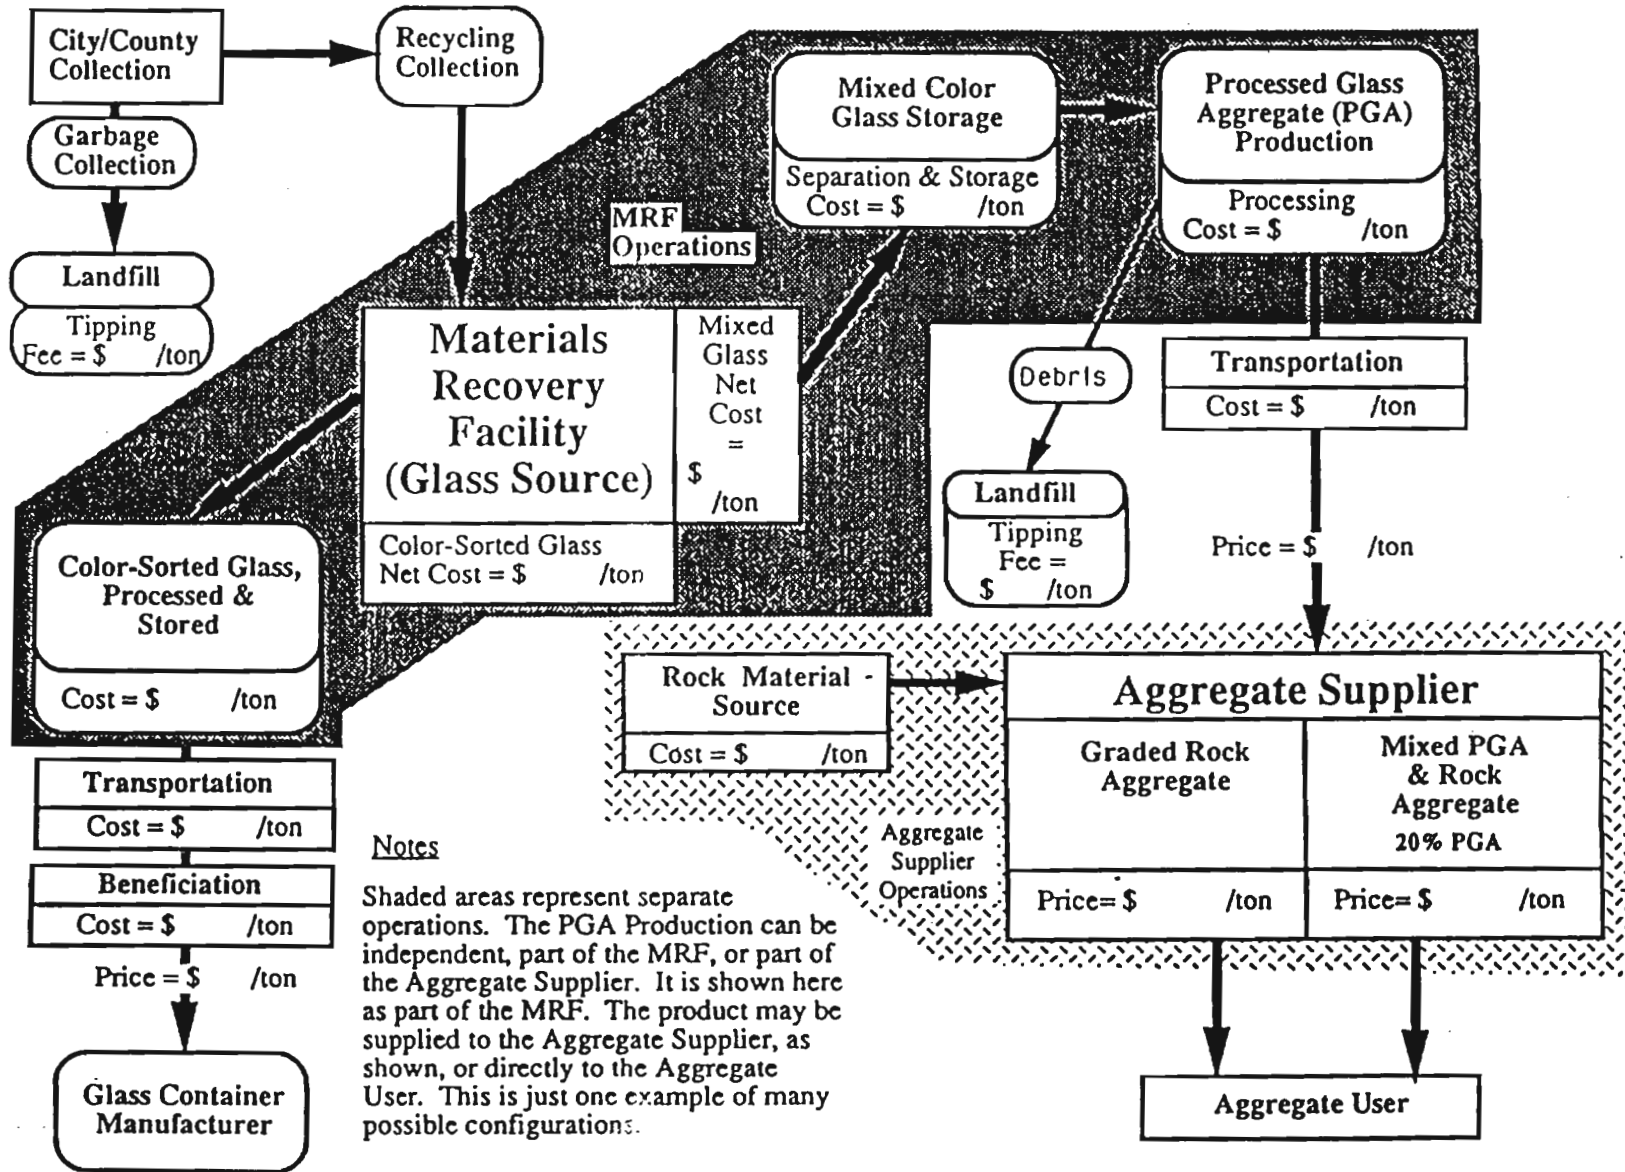 City/County
Collection
Recycling
Collection
Garbage
Collection
Landfill
Tipping
Fee = $ /ton
MRF
Operations
Mixed Color
Glass Storage
Separation & Storage
Cost = $ /ton
Processed Glass
Aggregate (PGA)
Production
Processing
Cost = $ /ton
Materials
Recovery
Facility
(Glass Source)
Mixed
Glass
Net
Cost
=
$
/ton
Color-Sorted Glass
Net Cost = $ /ton
Debris
Landfill
Tipping
Fee =
$ /ton
Transportation
Cost = $ /ton
Price = $ /ton
Color-Sorted Glass,
Processed &
Stored
Cost = $ /ton
Transportation
Cost = $ /ton
Beneficiation
Cost = $ /ton
Price = $ /ton
Glass Container
Manufacturer
Rock Material -
Source
Cost = $ /ton
Aggregate Supplier
Graded Rock
Aggregate
Price= $ /ton
Mixed PGA
& Rock
Aggregate
20% PGA
Price= $ /ton
Aggregate
Supplier
Operations
Aggregate User
Notes
Shaded areas represent separate
operations. The PGA Production can be
independent, part of the MRF, or part of
the Aggregate Supplier. It is shown here
as part of the MRF. The product may be
supplied to the Aggregate Supplier, as
shown, or directly to the Aggregate
User. This is just one example of many
possible configurations.